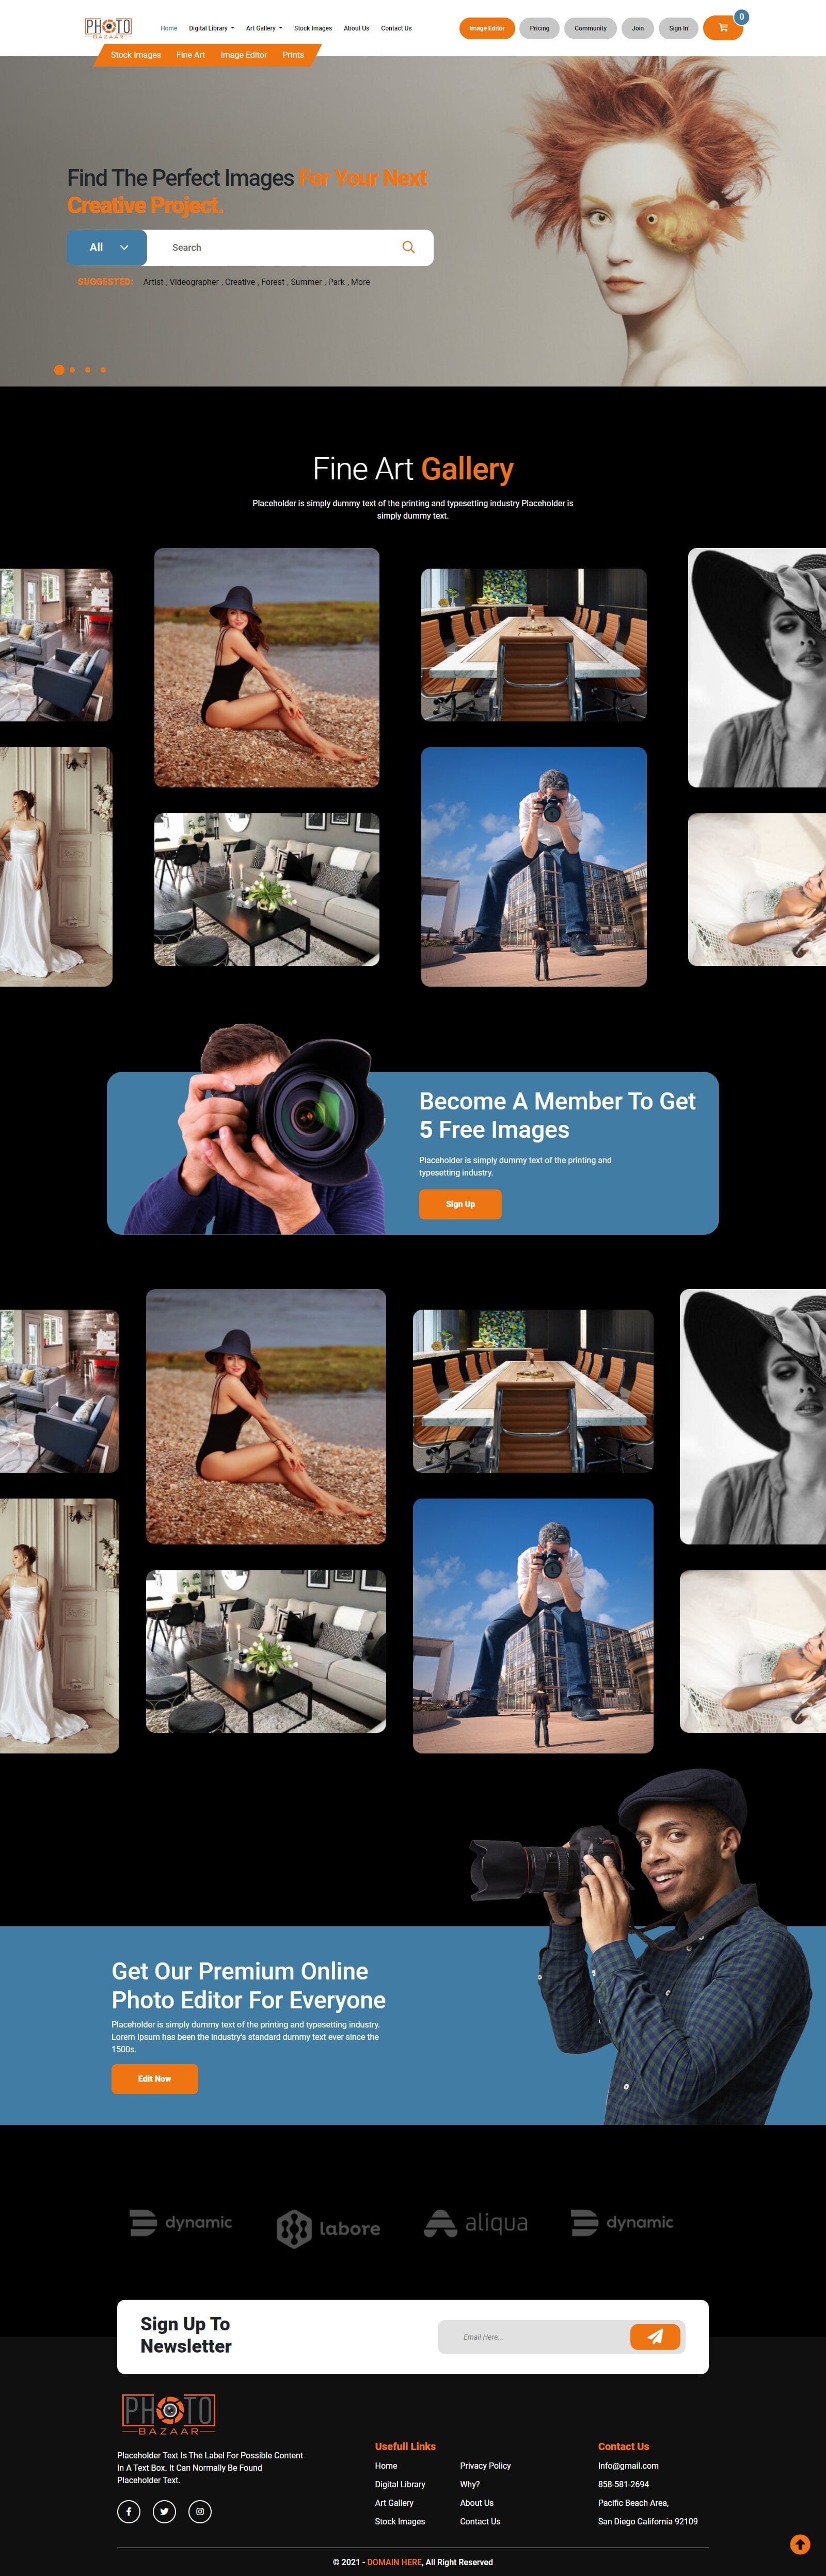 PHOTO
BAZAAR
Home Digital Library Art Gallery Stock Images About Us Contact Us
Image Editor Pricing Community Join Sign In 0
Stock Images Fine Art Image Editor Prints
Find The Perfect Images For Your Next
Creative Project.
All Search
SUGGESTED: Artist , Videographer , Creative , Forest , Summer , Park , More
Fine Art Gallery
Placeholder is simply dummy text of the printing and typesetting industry Placeholder is
simply dummy text.
Become A Member To Get
5 Free Images
Placeholder is simply dummy text of the printing and
typesetting industry.
Sign Up
Get Our Premium Online
Photo Editor For Everyone
Placeholder is simply dummy text of the printing and typesetting industry.
Lorem Ipsum has been the industry's standard dummy text ever since the
1500s.
Edit Now
dynamic labore aliqua dynamic
Sign Up To
Newsletter
Email Here...
PHOTO
BAZAAR
Placeholder Text Is The Label For Possible Content
In A Text Box. It Can Normally Be Found
Placeholder Text.
Usefull Links
Home Privacy Policy
Digital Library Why?
Art Gallery About Us
Stock Images Contact Us
Contact Us
Info@gmail.com
858-581-2694
Pacific Beach Area,
San Diego California 92109
© 2021 - DOMAIN HERE, All Right Reserved